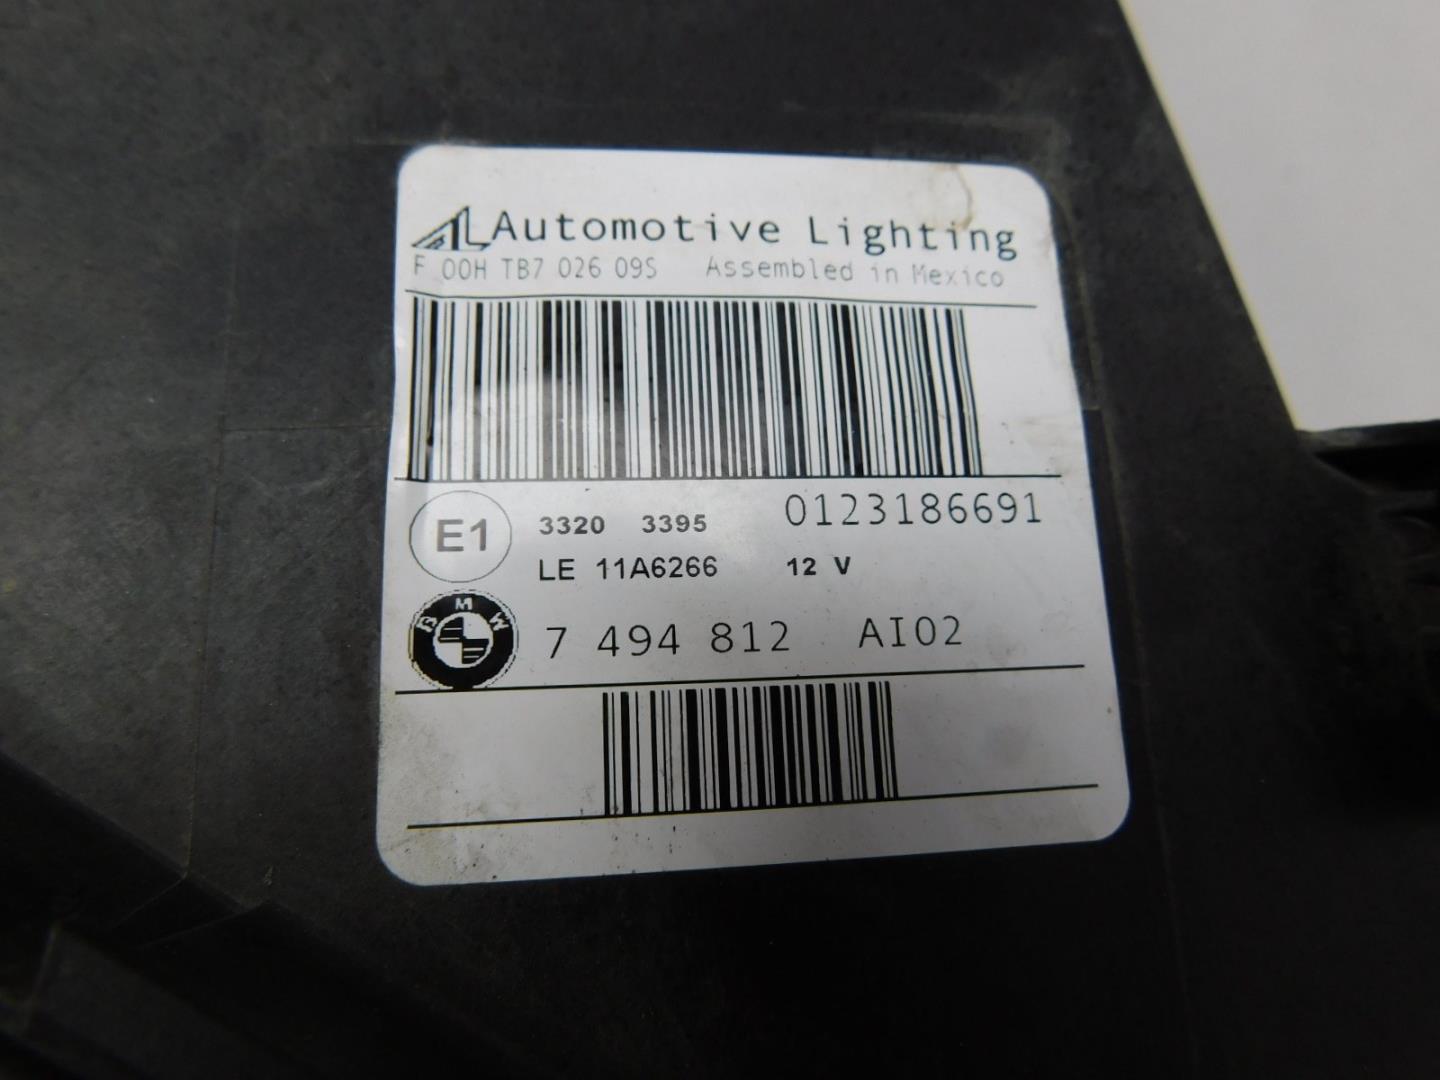 AL Automotive Lighting
F 00H TB7 026 09S Assembled in Mexico
E1 3320 3395 0123186691
LE 11A6266 12 V
BMW 7 494 812 AI02